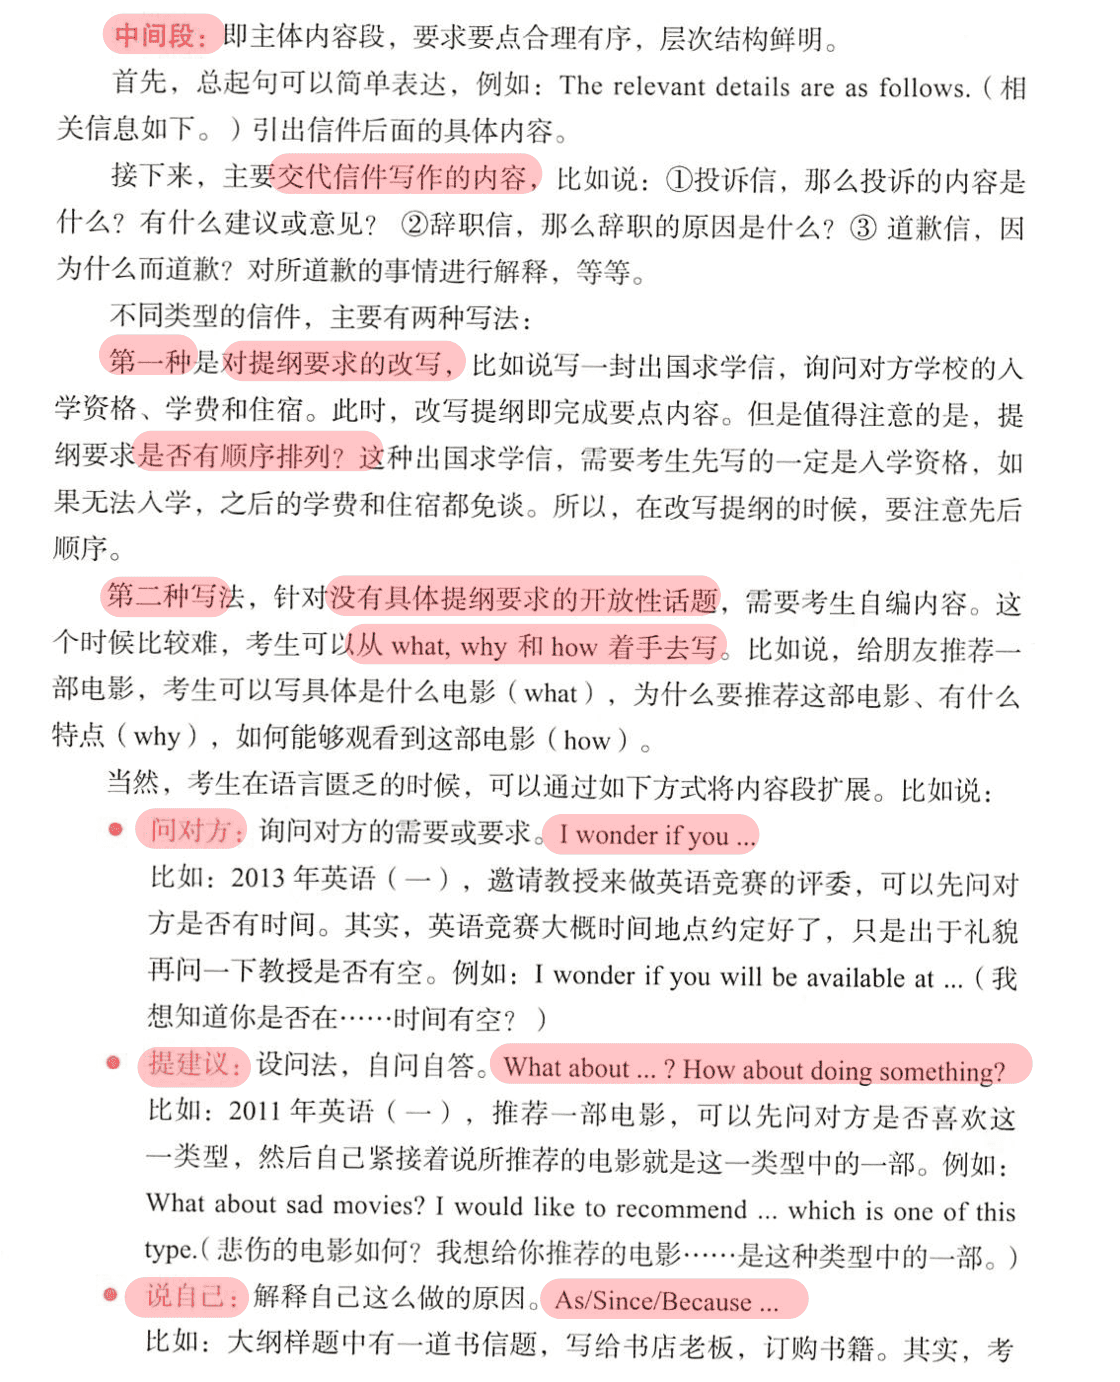 中间段：即主体内容段，要求要点合理有序，层次结构鲜明。
首先，总起句可以简单表达，例如：The relevant details are as follows.（相
关信息如下。）引出信件后面的具体内容。
接下来，主要交代信件写作的内容，比如说：①投诉信，那么投诉的内容是
什么？有什么建议或意见？ ②辞职信，那么辞职的原因是什么？③ 道歉信，因
为什么而道歉？对所道歉的事情进行解释，等等。
不同类型的信件，主要有两种写法：
第一种是对提纲要求的改写，比如说写一封出国求学信，询问对方学校的入
学资格、学费和住宿。此时，改写提纲即完成要点内容。但是值得注意的是，提
纲要求是否有顺序排列？这种出国求学信，需要考生先写的一定是入学资格，如
果无法入学，之后的学费和住宿都免谈。所以，在改写提纲的时候，要注意先后
顺序。
第二种写法，针对没有具体提纲要求的开放性话题，需要考生自编内容。这
个时候比较难，考生可以从 what, why 和 how 着手去写。比如说，给朋友推荐一
部电影，考生可以写具体是什么电影（what），为什么要推荐这部电影、有什么
特点（why），如何能够观看到这部电影（how）。
当然，考生在语言匮乏的时候，可以通过如下方式将内容段扩展。比如说：
● 问对方：询问对方的需要或要求。I wonder if you ...
比如：2013 年英语（一），邀请教授来做英语竞赛的评委，可以先问对
方是否有时间。其实，英语竞赛大概时间地点约定好了，只是出于礼貌
再问一下教授是否有空。例如：I wonder if you will be available at ...（我
想知道你是否在……时间有空？）
● 提建议：设问法，自问自答。What about ... ? How about doing something?
比如：2011 年英语（一），推荐一部电影，可以先问对方是否喜欢这
一类型，然后自己紧接着说所推荐的电影就是这一类型中的一部。例如：
What about sad movies? I would like to recommend ... which is one of this
type.（悲伤的电影如何？我想给你推荐的电影……是这种类型中的一部。）
● 说自己：解释自己这么做的原因。As/Since/Because ...
比如：大纲样题中有一道书信题，写给书店老板，订购书籍。其实，考